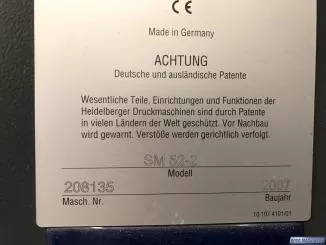 CE
Made in Germany
ACHTUNG
Deutsche und ausländische Patente
Wesentliche Teile, Einrichtungen und Funktionen der
Heidelberger Druckmaschinen sind durch Patente
in vielen Ländern der Welt geschützt. Vor Nachbau
wird gewarnt. Verstöße werden gerichtlich verfolgt.
SM 52-2
Modell
208135 2007
Masch. Nr. Baujahr